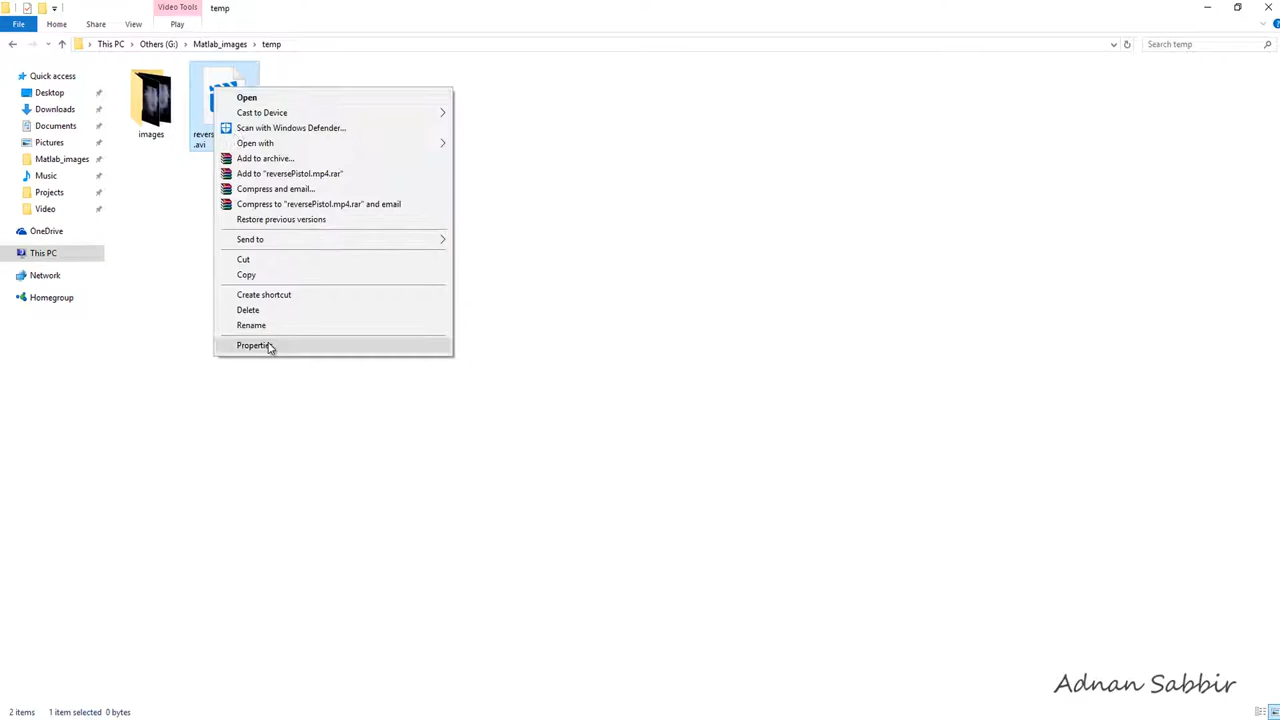 Video Tools
temp
File
Home
Share
View
Play
This PC
Others (G:)
Matlab_images
temp
Search temp
Quick access
Desktop
Downloads
Documents
Pictures
Matlab_images
Music
Projects
Video
OneDrive
This PC
Network
Homegroup
images
.avi
Open
Cast to Device
Scan with Windows Defender...
Open with
Add to archive...
Add to "reversePistol.mp4.rar"
Compress and email...
Compress to "reversePistol.mp4.rar" and email
Restore previous versions
Send to
Cut
Copy
Create shortcut
Delete
Rename
Properties
Adnan Sabbir
2 items
1 item selected 0 bytes